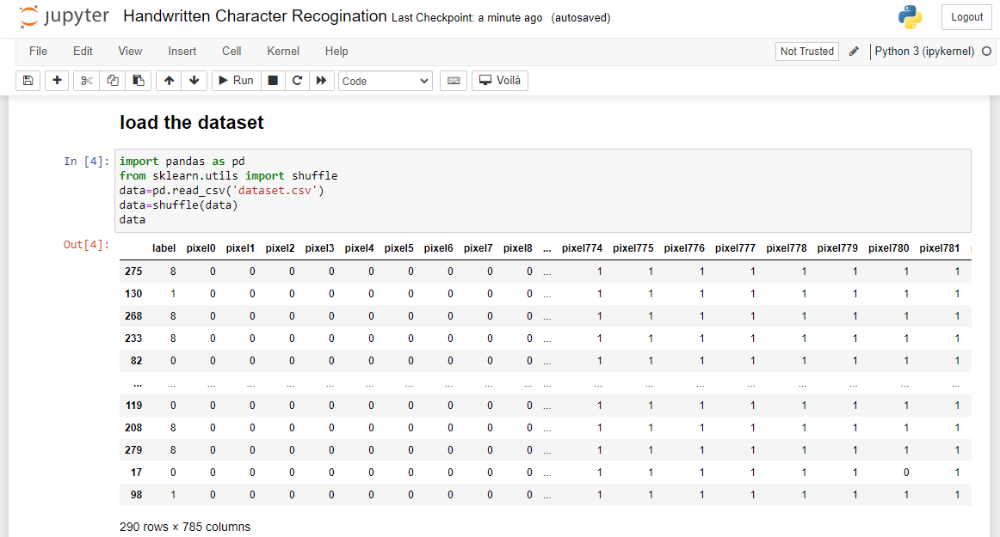 jupyter Handwritten Character Recogination Last Checkpoint: a minute ago (autosaved) Logout
File Edit View Insert Cell Kernel Help Not Trusted Python 3 (ipykernel)
Run Code Voilà
load the dataset
In [4]: import pandas as pd
from sklearn.utils import shuffle
data=pd.read_csv('dataset.csv')
data=shuffle(data)
data
Out[4]:
label pixel0 pixel1 pixel2 pixel3 pixel4 pixel5 pixel6 pixel7 pixel8 ... pixel774 pixel775 pixel776 pixel777 pixel778 pixel779 pixel780 pixel781
275 8 0 0 0 0 0 0 0 0 0 ... 1 1 1 1 1 1 1 1
130 1 0 0 0 0 0 0 0 0 0 ... 1 1 1 1 1 1 1 1
268 8 0 0 0 0 0 0 0 0 0 ... 1 1 1 1 1 1 1 1
233 8 0 0 0 0 0 0 0 0 0 ... 1 1 1 1 1 1 1 1
82 0 0 0 0 0 0 0 0 0 0 ... 1 1 1 1 1 1 1 1
... ... ... ... ... ... ... ... ... ... ... ... ... ... ... ... ... ... ... ...
119 0 0 0 0 0 0 0 0 0 0 ... 1 1 1 1 1 1 1 1
208 8 0 0 0 0 0 0 0 0 0 ... 1 1 1 1 1 1 1 1
279 8 0 0 0 0 0 0 0 0 0 ... 1 1 1 1 1 1 1 1
17 0 0 0 0 0 0 0 0 0 0 ... 1 1 1 1 1 1 0 1
98 1 0 0 0 0 0 0 0 0 0 ... 1 1 1 1 1 1 1 1
290 rows × 785 columns